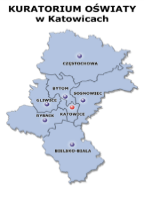 KURATORIUM OŚWIATY
w Katowicach
CZĘSTOCHOWA
BYTOM
SOSNOWIEC
GLIWICE
KATOWICE
RYBNIK
BIELSKO-BIAŁA